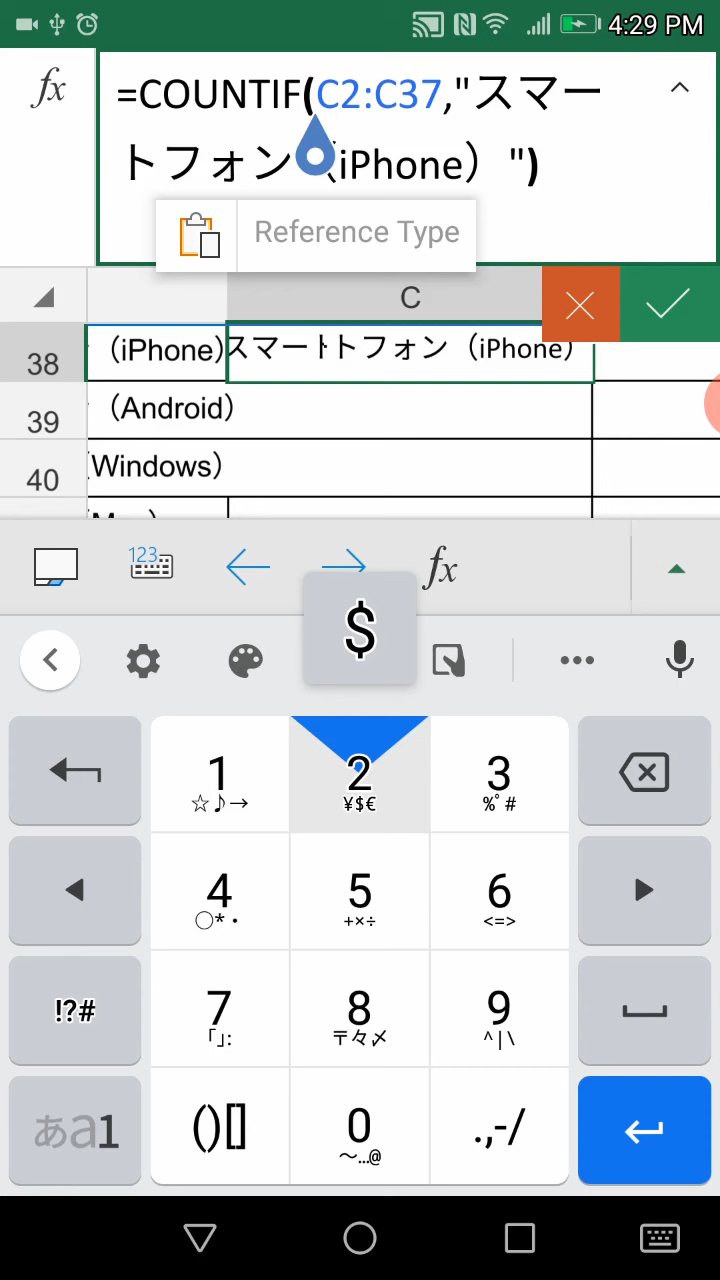 4:29 PM
fx
=COUNTIF(C2:C37,"スマー
トフォン（iPhone）")
Reference Type
C
38
（iPhone)
スマートトフォン（iPhone）
39
（Android）
40
（Windows）
fx
123
$
1
☆♪→
2
¥$€
3
%°#
4
○*・
5
+×÷
6
<=>
!?#
7
「」:
8
〒々〆
9
^|\
あa1
()[]
0
〜…@
.,-/